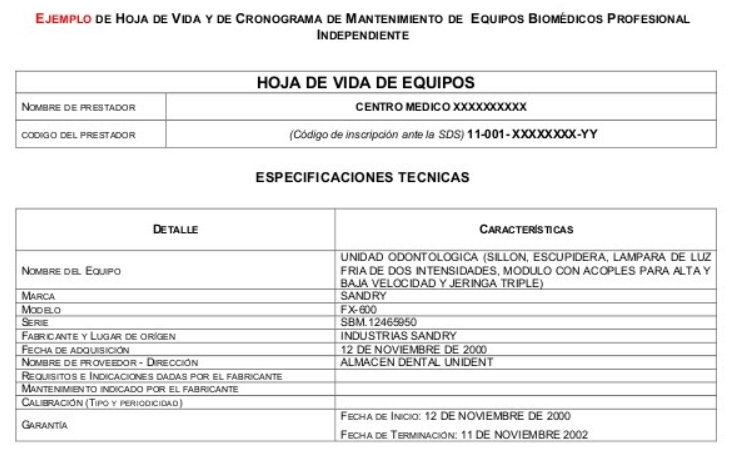 EJEMPLO DE HOJA DE VIDA Y DE CRONOGRAMA DE MANTENIMIENTO DE EQUIPOS BIOMÉDICOS PROFESIONAL
INDEPENDIENTE
HOJA DE VIDA DE EQUIPOS
NOMBRE DE PRESTADOR CENTRO MEDICO XXXXXXXXXX
CODIGO DEL PRESTADOR (Código de inscripción ante la SDS) 11-001-XXXXXXXX-YY
ESPECIFICACIONES TECNICAS
DETALLE CARACTERÍSTICAS
NOMBRE DEL EQUIPO
UNIDAD ODONTOLOGICA (SILLON, ESCUPIDERA, LAMPARA DE LUZ
FRIA DE DOS INTENSIDADES, MODULO CON ACOPLES PARA ALTA Y
BAJA VELOCIDAD Y JERINGA TRIPLE)
MARCA SANDRY
MODELO FX-600
SERIE SBM.12465950
FABRICANTE Y LUGAR DE ORÍGEN INDUSTRIAS SANDRY
FECHA DE ADQUISICIÓN 12 DE NOVIEMBRE DE 2000
NOMBRE DE PROVEEDOR - DIRECCIÓN ALMACEN DENTAL UNIDENT
REQUISITOS E INDICACIONES DADAS POR EL FABRICANTE
MANTENIMIENTO INDICADO POR EL FABRICANTE
CALIBRACIÓN (TIPO Y PERIODICIDAD)
GARANTÍA
FECHA DE INICIO: 12 DE NOVIEMBRE DE 2000
FECHA DE TERMINACIÓN: 11 DE NOVIEMBRE 2002